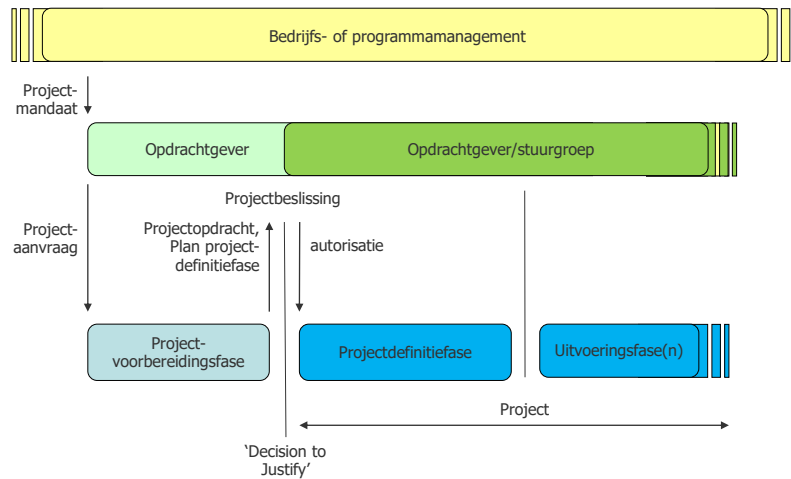 Bedrijfs- of programmamanagement
Project-
mandaat
Opdrachtgever
Opdrachtgever/stuurgroep
Projectbeslissing
Project-
aanvraag
Projectopdracht,
Plan project-
definitiefase
autorisatie
Project-
voorbereidingsfase
Projectdefinitiefase
Uitvoeringsfase(n)
Project
‘Decision to
Justify’